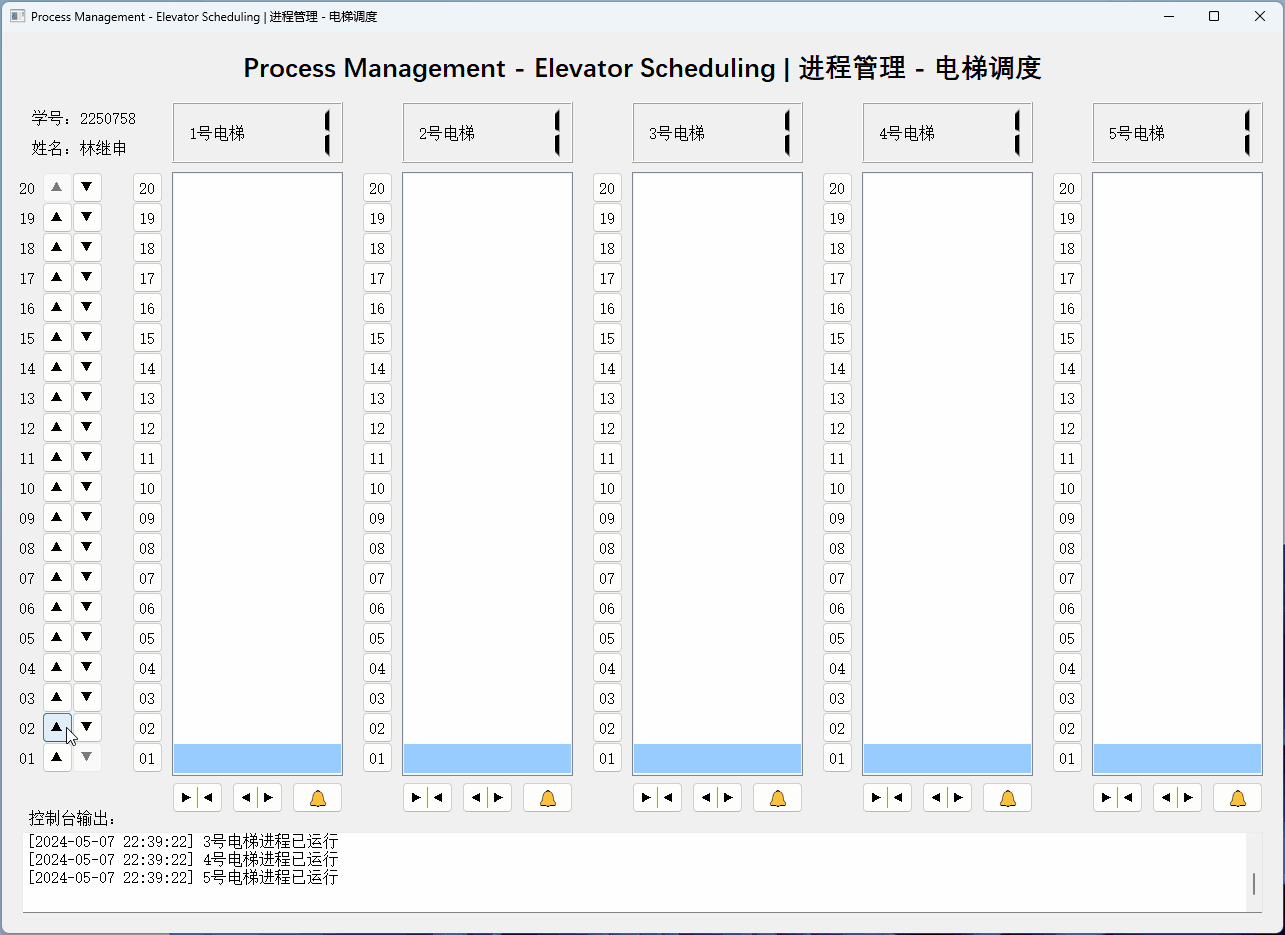 Process Management - Elevator Scheduling | 进程管理 - 电梯调度
Process Management - Elevator Scheduling | 进程管理 - 电梯调度
学号: 2250758
姓名: 林继申
1号电梯 1
2号电梯 1
3号电梯 1
4号电梯 1
5号电梯 1
20 ▲ ▼ 20 20 20 20 20
19 ▲ ▼ 19 19 19 19 19
18 ▲ ▼ 18 18 18 18 18
17 ▲ ▼ 17 17 17 17 17
16 ▲ ▼ 16 16 16 16 16
15 ▲ ▼ 15 15 15 15 15
14 ▲ ▼ 14 14 14 14 14
13 ▲ ▼ 13 13 13 13 13
12 ▲ ▼ 12 12 12 12 12
11 ▲ ▼ 11 11 11 11 11
10 ▲ ▼ 10 10 10 10 10
09 ▲ ▼ 09 09 09 09 09
08 ▲ ▼ 08 08 08 08 08
07 ▲ ▼ 07 07 07 07 07
06 ▲ ▼ 06 06 06 06 06
05 ▲ ▼ 05 05 05 05 05
04 ▲ ▼ 04 04 04 04 04
03 ▲ ▼ 03 03 03 03 03
02 ▲ ▼ 02 02 02 02 02
01 ▲ ▼ 01 01 01 01 01
控制台输出:
[2024-05-07 22:39:22] 3号电梯进程已运行
[2024-05-07 22:39:22] 4号电梯进程已运行
[2024-05-07 22:39:22] 5号电梯进程已运行